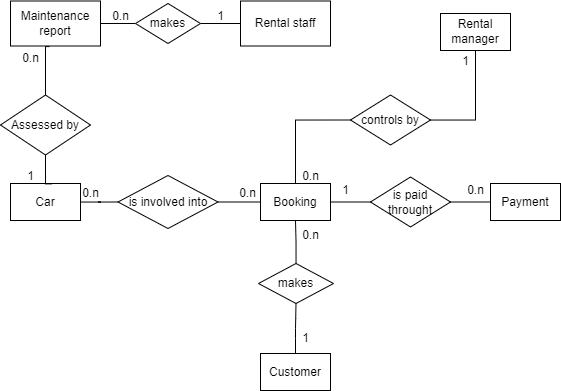 Maintenance
report
0.n
makes
1
Rental staff
Rental
manager
0.n
1
Assessed by
controls by
1
0.n
Car
0.n
is involved into
0.n
Booking
1
is paid
throught
0.n
Payment
0.n
makes
1
Customer